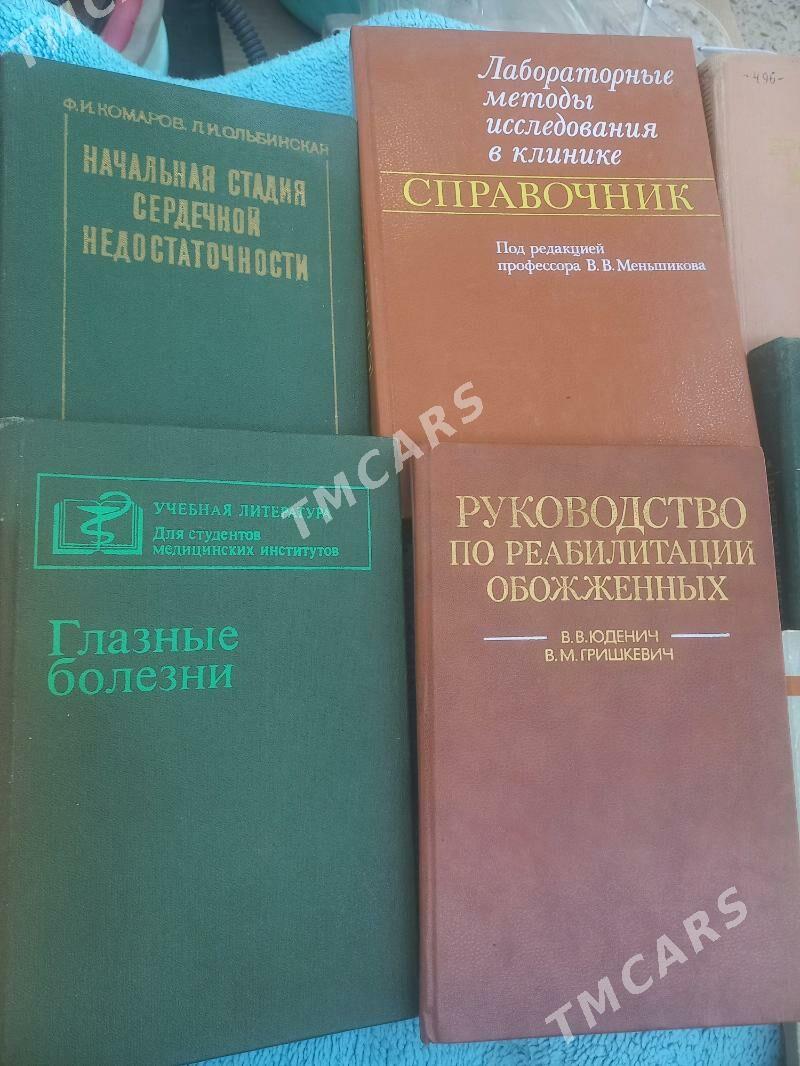 Ф.И.КОМАРОВ, Л.И.ОЛЬБИНСКАЯ
НАЧАЛЬНАЯ СТАДИЯ
СЕРДЕЧНОЙ
НЕДОСТАТОЧНОСТИ
Лабораторные
методы
исследования
в клинике
СПРАВОЧНИК
Под редакцией
профессора В. В. Меньшикова
-496-
УЧЕБНАЯ ЛИТЕРАТУРА
Для студентов
медицинских институтов
Глазные
болезни
РУКОВОДСТВО
ПО РЕАБИЛИТАЦИИ
ОБОЖЖЕННЫХ
В. В. ЮДЕНИЧ
В. М. ГРИШКЕВИЧ
TMCARS
TMCARS
TMCARS